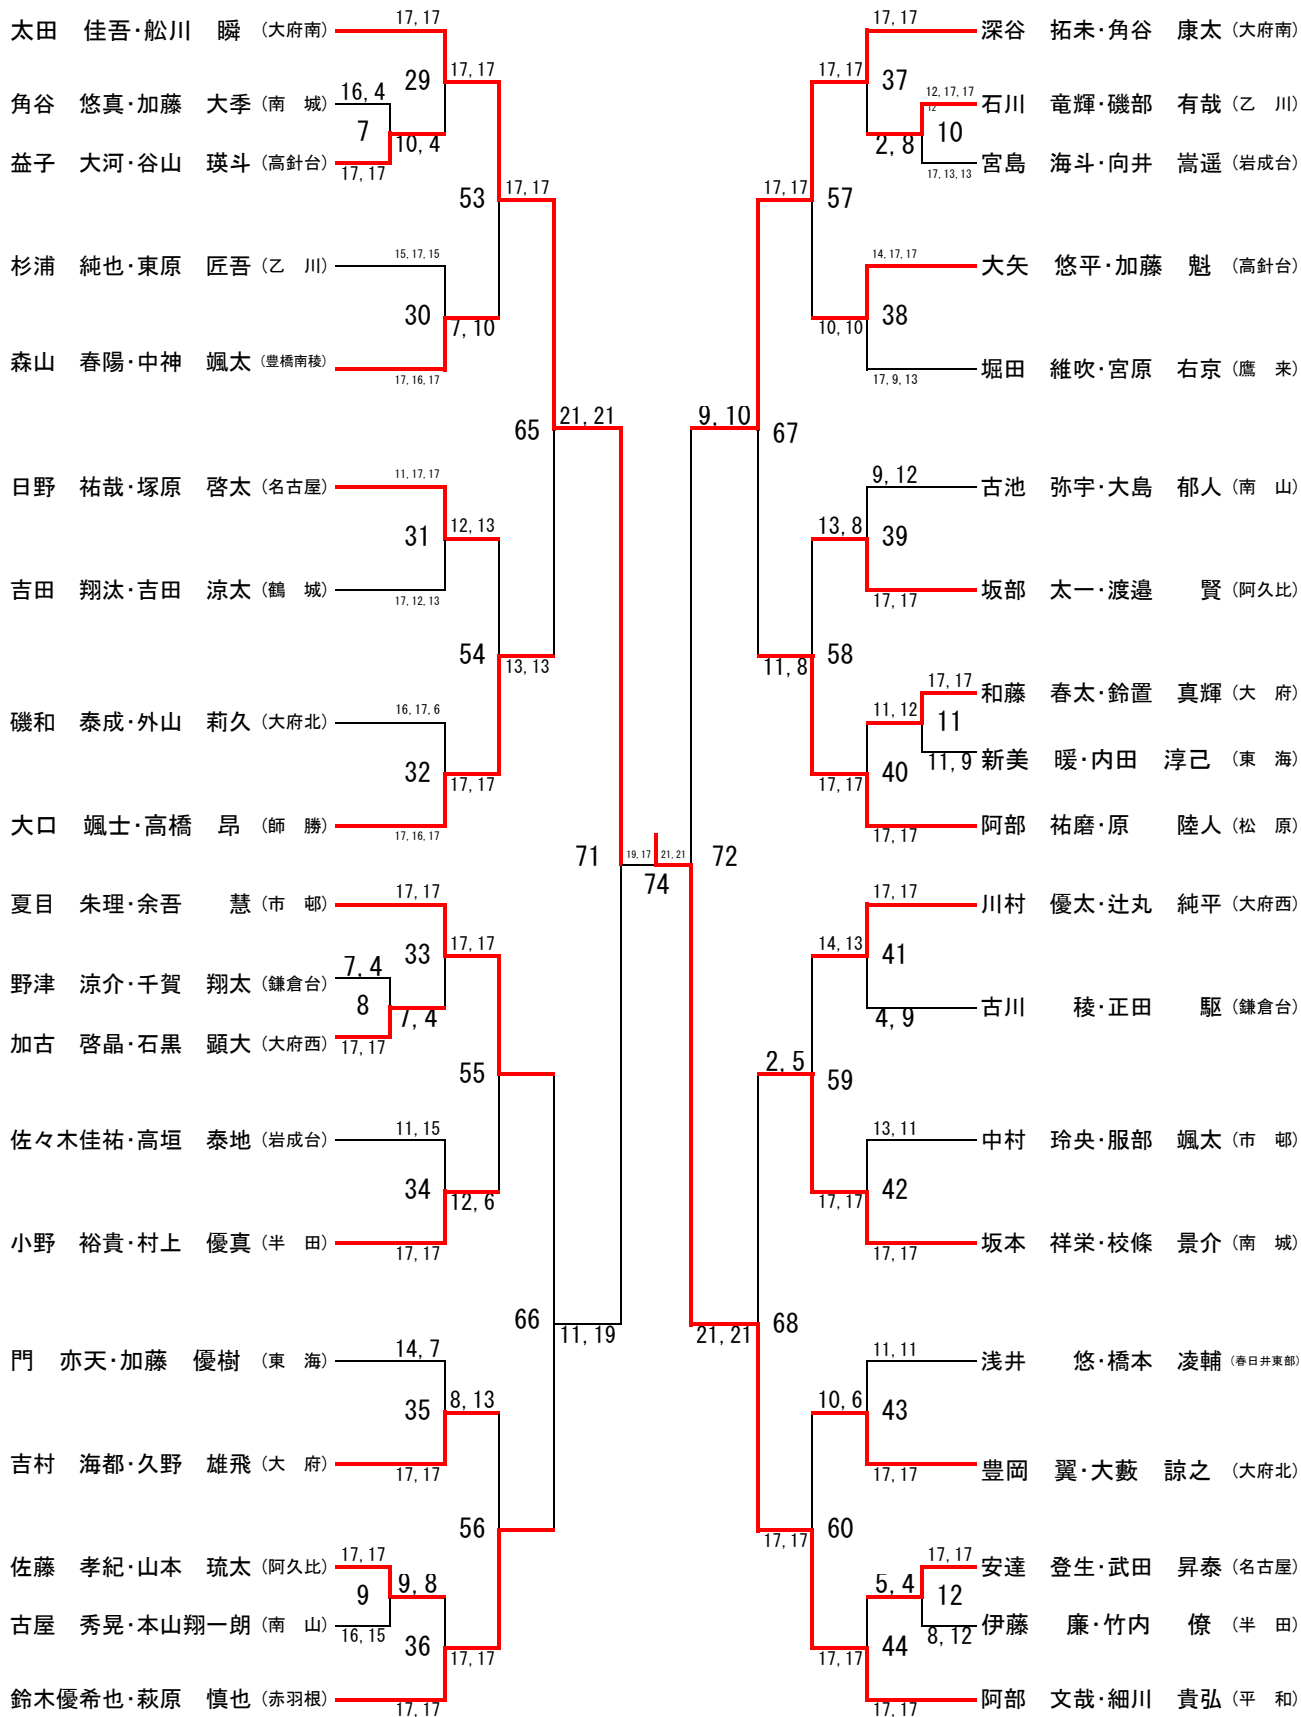 太田　佳吾・舩川　瞬 (大府南) 17, 17
29 17, 17
角谷　悠真・加藤　大季 (南　城) 16, 4
7 10, 4
益子　大河・谷山　瑛斗 (高針台) 17, 17
53 17, 17
杉浦　純也・東原　匠吾 (乙　川) 15, 17, 15
30 7, 10
森山　春陽・中神　颯太 (豊橋南稜) 17, 16, 17
65 21, 21
日野　祐哉・塚原　啓太 (名古屋) 11, 17, 17
31 12, 13
吉田　翔汰・吉田　涼太 (鶴　城) 17, 12, 13
54 13, 13
磯和　泰成・外山　莉久 (大府北) 16, 17, 6
32 17, 17
大口　颯士・高橋　昂 (師　勝) 17, 16, 17
71 19, 17 21, 21 72
74
夏目　朱理・余吾　慧 (市　邨) 17, 17
33 17, 17
野津　涼介・千賀　翔太 (鎌倉台) 7, 4
8 7, 4
加古　啓晶・石黒　顕大 (大府西) 17, 17
55
佐々木佳祐・高垣　泰地 (岩成台) 11, 15
34 12, 6
小野　裕貴・村上　優真 (半　田) 17, 17
66 11, 19
門　亦天・加藤　優樹 (東　海) 14, 7
35 8, 13
吉村　海都・久野　雄飛 (大　府) 17, 17
56
佐藤　孝紀・山本　琉太 (阿久比) 17, 17
9 9, 8
古屋　秀晃・本山翔一朗 (南　山) 16, 15
36 17, 17
鈴木優希也・萩原　慎也 (赤羽根) 17, 17
17, 17 深谷　拓未・角谷　康太 (大府南)
17, 17 37
12, 17, 17 石川　竜輝・磯部　有哉 (乙　川)
12
2, 8 10
17, 13, 13 宮島　海斗・向井　嵩遥 (岩成台)
17, 17 57
14, 17, 17 大矢　悠平・加藤　魁 (高針台)
10, 10 38
17, 9, 13 堀田　維吹・宮原　右京 (鷹　来)
9, 10 67
9, 12 古池　弥宇・大島　郁人 (南　山)
13, 8 39
17, 17 坂部　太一・渡邉　賢 (阿久比)
11, 8 58
17, 17 和藤　春太・鈴置　真輝 (大　府)
11, 12 11
11, 9 新美　暖・内田　淳己 (東　海)
17, 17 40
17, 17 阿部　祐磨・原　陸人 (松　原)
17, 17 川村　優太・辻丸　純平 (大府西)
14, 13 41
4, 9 古川　稜・正田　駆 (鎌倉台)
2, 5 59
13, 11 中村　玲央・服部　颯太 (市　邨)
17, 17 42
17, 17 坂本　祥栄・校條　景介 (南　城)
21, 21 68
11, 11 浅井　悠・橋本　凌輔 (春日井東部)
10, 6 43
17, 17 豊岡　翼・大藪　諒之 (大府北)
17, 17 60
17, 17 安達　登生・武田　昇泰 (名古屋)
5, 4 12
8, 12 伊藤　廉・竹内　僚 (半　田)
17, 17 44
17, 17 阿部　文哉・細川　貴弘 (平　和)